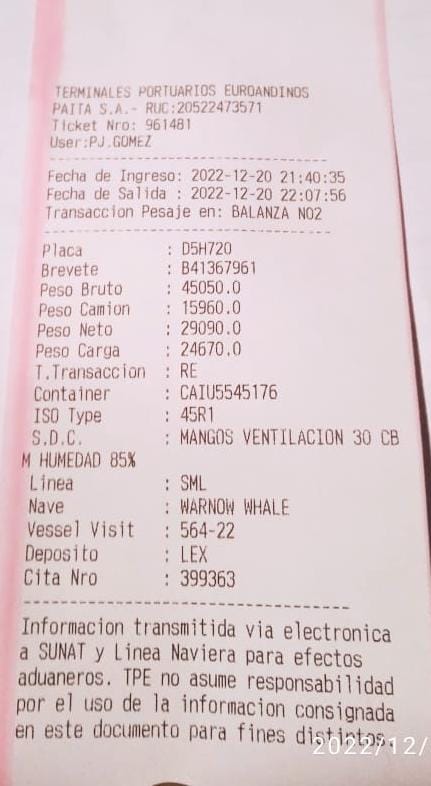 TERMINALES PORTUARIOS EUROANDINOS
PAITA S.A.- RUC:20522473571
Ticket Nro: 961481
User:PJ.GOMEZ
Fecha de Ingreso: 2022-12-20 21:40:35
Fecha de Salida : 2022-12-20 22:07:56
Transaccion Pesaje en: BALANZA NO2
Placa : D5H720
Brevete : B41367961
Peso Bruto : 45050.0
Peso Camion : 15960.0
Peso Neto : 29090.0
Peso Carga : 24670.0
T.Transaccion : RE
Container : CAIU5545176
ISO Type : 45R1
S.D.C. : MANGOS VENTILACION 30 CB
M HUMEDAD 85%
Linea : SML
Nave : WARNOW WHALE
Vessel Visit : 564-22
Deposito : LEX
Cita Nro : 399363
Informacion transmitida via electronica
a SUNAT y Linea Naviera para efectos
aduaneros. TPE no asume responsabilidad
por el uso de la informacion consignada
en este documento para fines distintos.
2022/12/